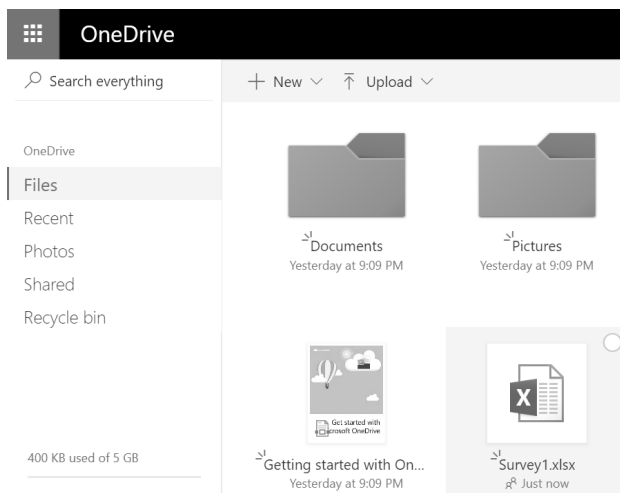 OneDrive
Search everything
New
Upload
OneDrive
Files
Recent
Photos
Shared
Recycle bin
Documents
Yesterday at 9:09 PM
Pictures
Yesterday at 9:09 PM
Get started with
crosoft OneDrive
Getting started with On...
Yesterday at 9:09 PM
X
Survey1.xlsx
Just now
400 KB used of 5 GB